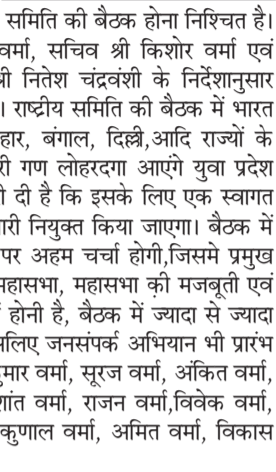 समिति की बैठक होना निश्चित है।
वर्मा, सचिव श्री किशोर वर्मा एवं
श्री नितेश चंद्रवंशी के निर्देशानुसार
। राष्ट्रीय समिति की बैठक में भारत
हार, बंगाल, दिल्ली,आदि राज्यों के
री गण लोहरदगा आएंगे युवा प्रदेश
ी दी है कि इसके लिए एक स्वागत
ारी नियुक्त किया जाएगा। बैठक में
पर अहम चर्चा होगी,जिसमे प्रमुख
महासभा, महासभा की मजबूती एवं
होनी है, बैठक में ज्यादा से ज्यादा
लिए जनसंपर्क अभियान भी प्रारंभ
ुमार वर्मा, सूरज वर्मा, अंकित वर्मा,
शांत वर्मा, राजन वर्मा,विवेक वर्मा,
कुणाल वर्मा, अमित वर्मा, विकास